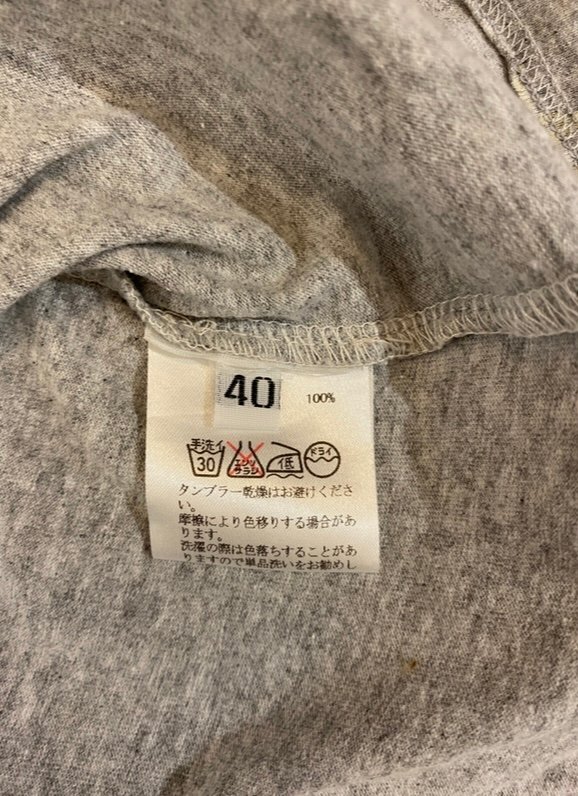 40
100%
手洗イ
30
エンソ
サラシ
低
ドライ
タンブラー乾燥はお避けくださ
い。
摩擦により色移りする場合があ
ります。
洗濯の際は色落ちすることがあ
りますので単品洗いをお勧めし